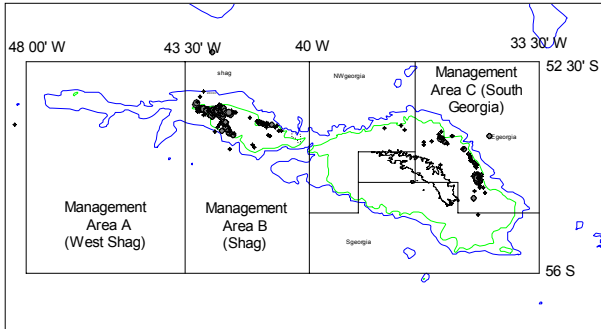 48 00' W
43 30' W
40 W
33 30' W
52 30' S
shag
NWgeorgia
Management
Area C (South
Georgia)
Egeorgia
Management
Area A
(West Shag)
Management
Area B
(Shag)
Sgeorgia
56 S